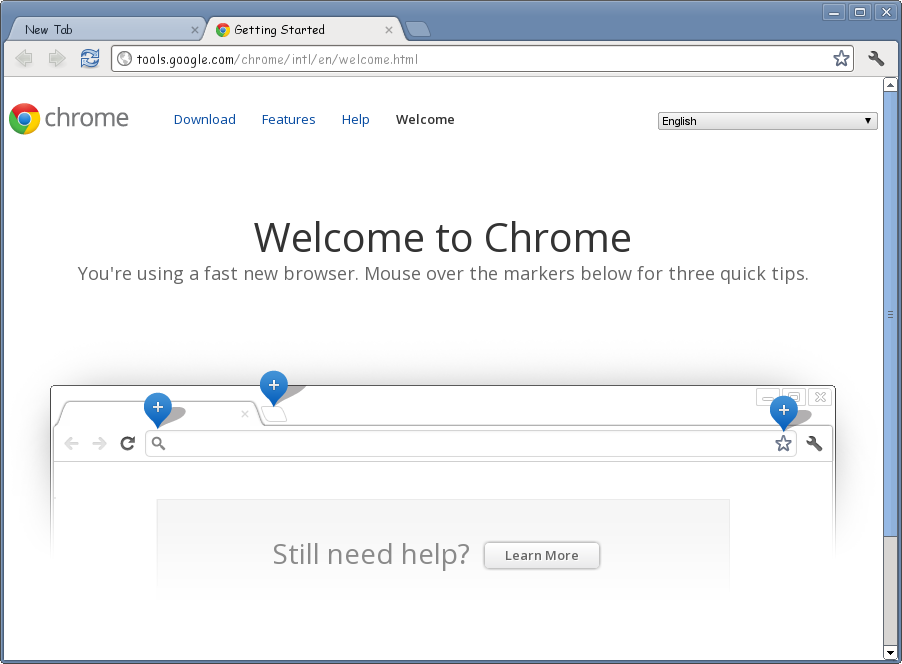 New Tab
Getting Started
tools.google.com/chrome/intl/en/welcome.html
chrome
Download
Features
Help
Welcome
English
Welcome to Chrome
You're using a fast new browser. Mouse over the markers below for three quick tips.
Still need help?
Learn More